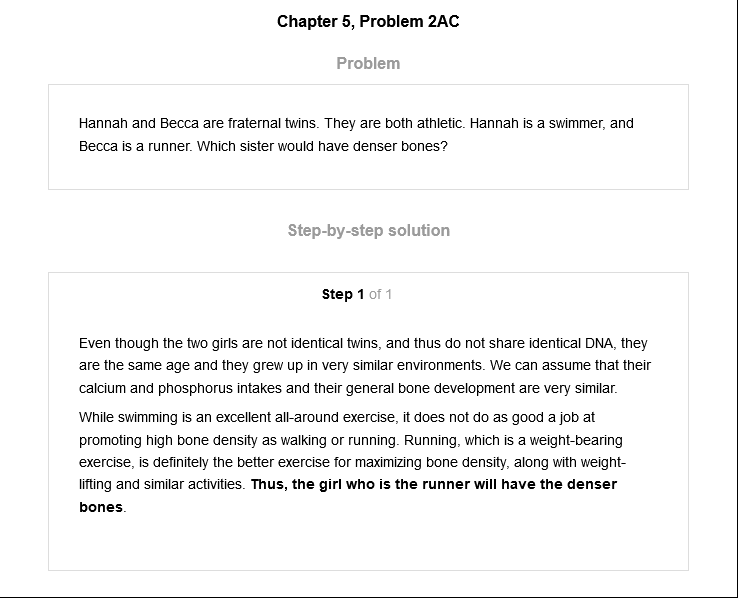 Chapter 5, Problem 2AC
Problem
Hannah and Becca are fraternal twins. They are both athletic. Hannah is a swimmer, and
Becca is a runner. Which sister would have denser bones?
Step-by-step solution
Step 1 of 1
Even though the two girls are not identical twins, and thus do not share identical DNA, they
are the same age and they grew up in very similar environments. We can assume that their
calcium and phosphorus intakes and their general bone development are very similar.
While swimming is an excellent all-around exercise, it does not do as good a job at
promoting high bone density as walking or running. Running, which is a weight-bearing
exercise, is definitely the better exercise for maximizing bone density, along with weight-
lifting and similar activities. Thus, the girl who is the runner will have the denser
bones.